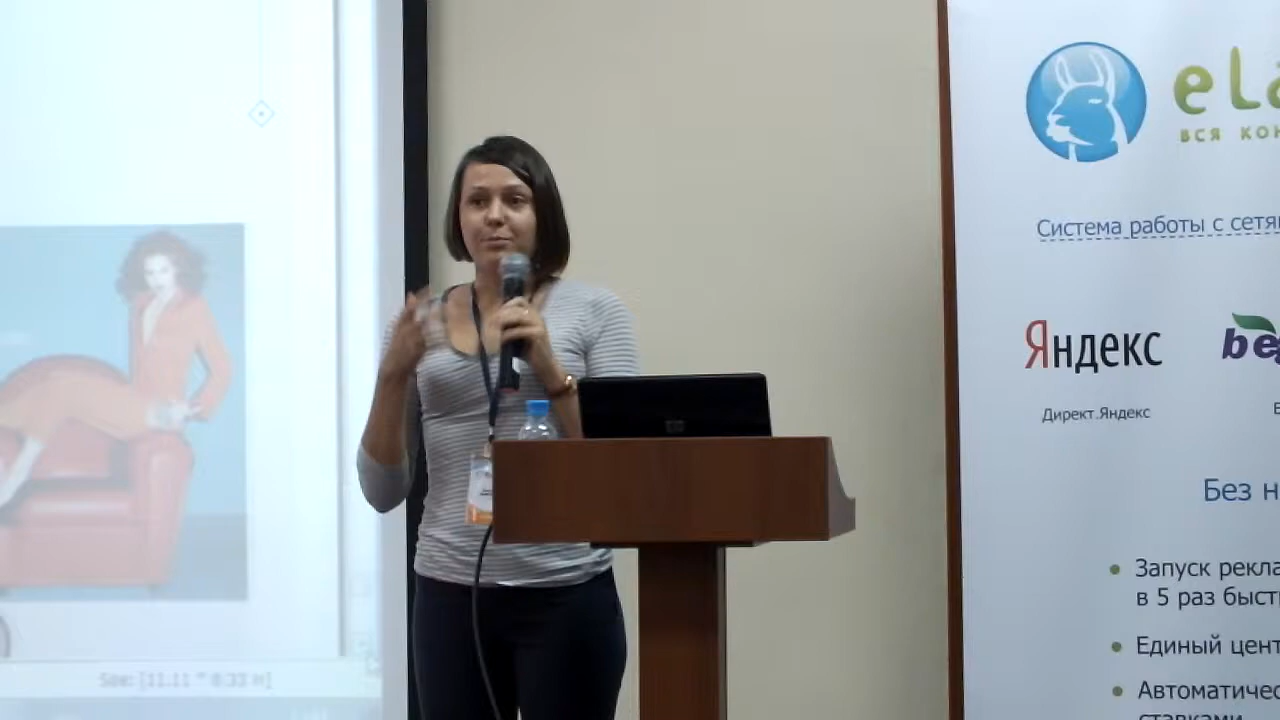 eLa
вся кон
Система работы с сетя
Яндекс
be
Директ.Яндекс
Без н
Запуск рекла
в 5 раз быст
Единый цент
Автоматичес
ставками